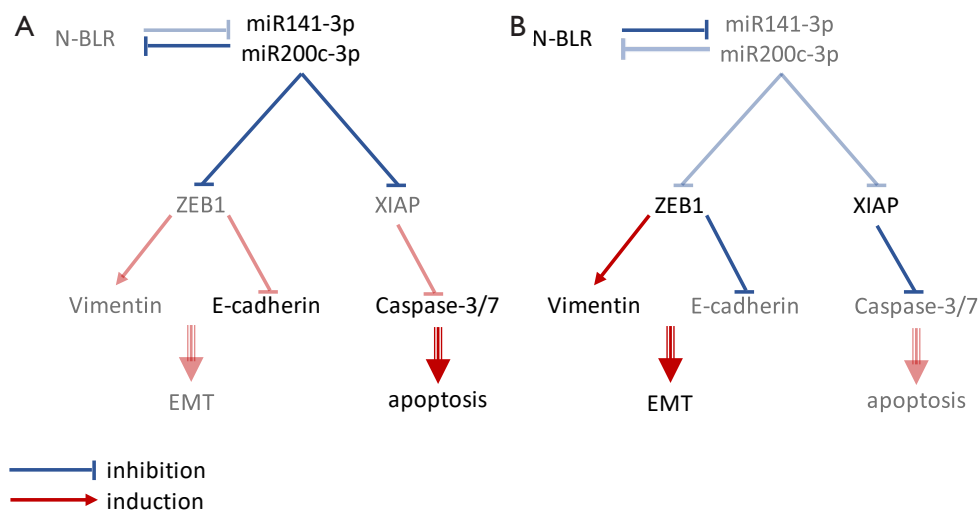 A
N-BLR
miR141-3p
miR200c-3p
ZEB1
XIAP
Vimentin
E-cadherin
Caspase-3/7
EMT
apoptosis
B
N-BLR
miR141-3p
miR200c-3p
ZEB1
XIAP
Vimentin
E-cadherin
Caspase-3/7
EMT
apoptosis
inhibition
induction